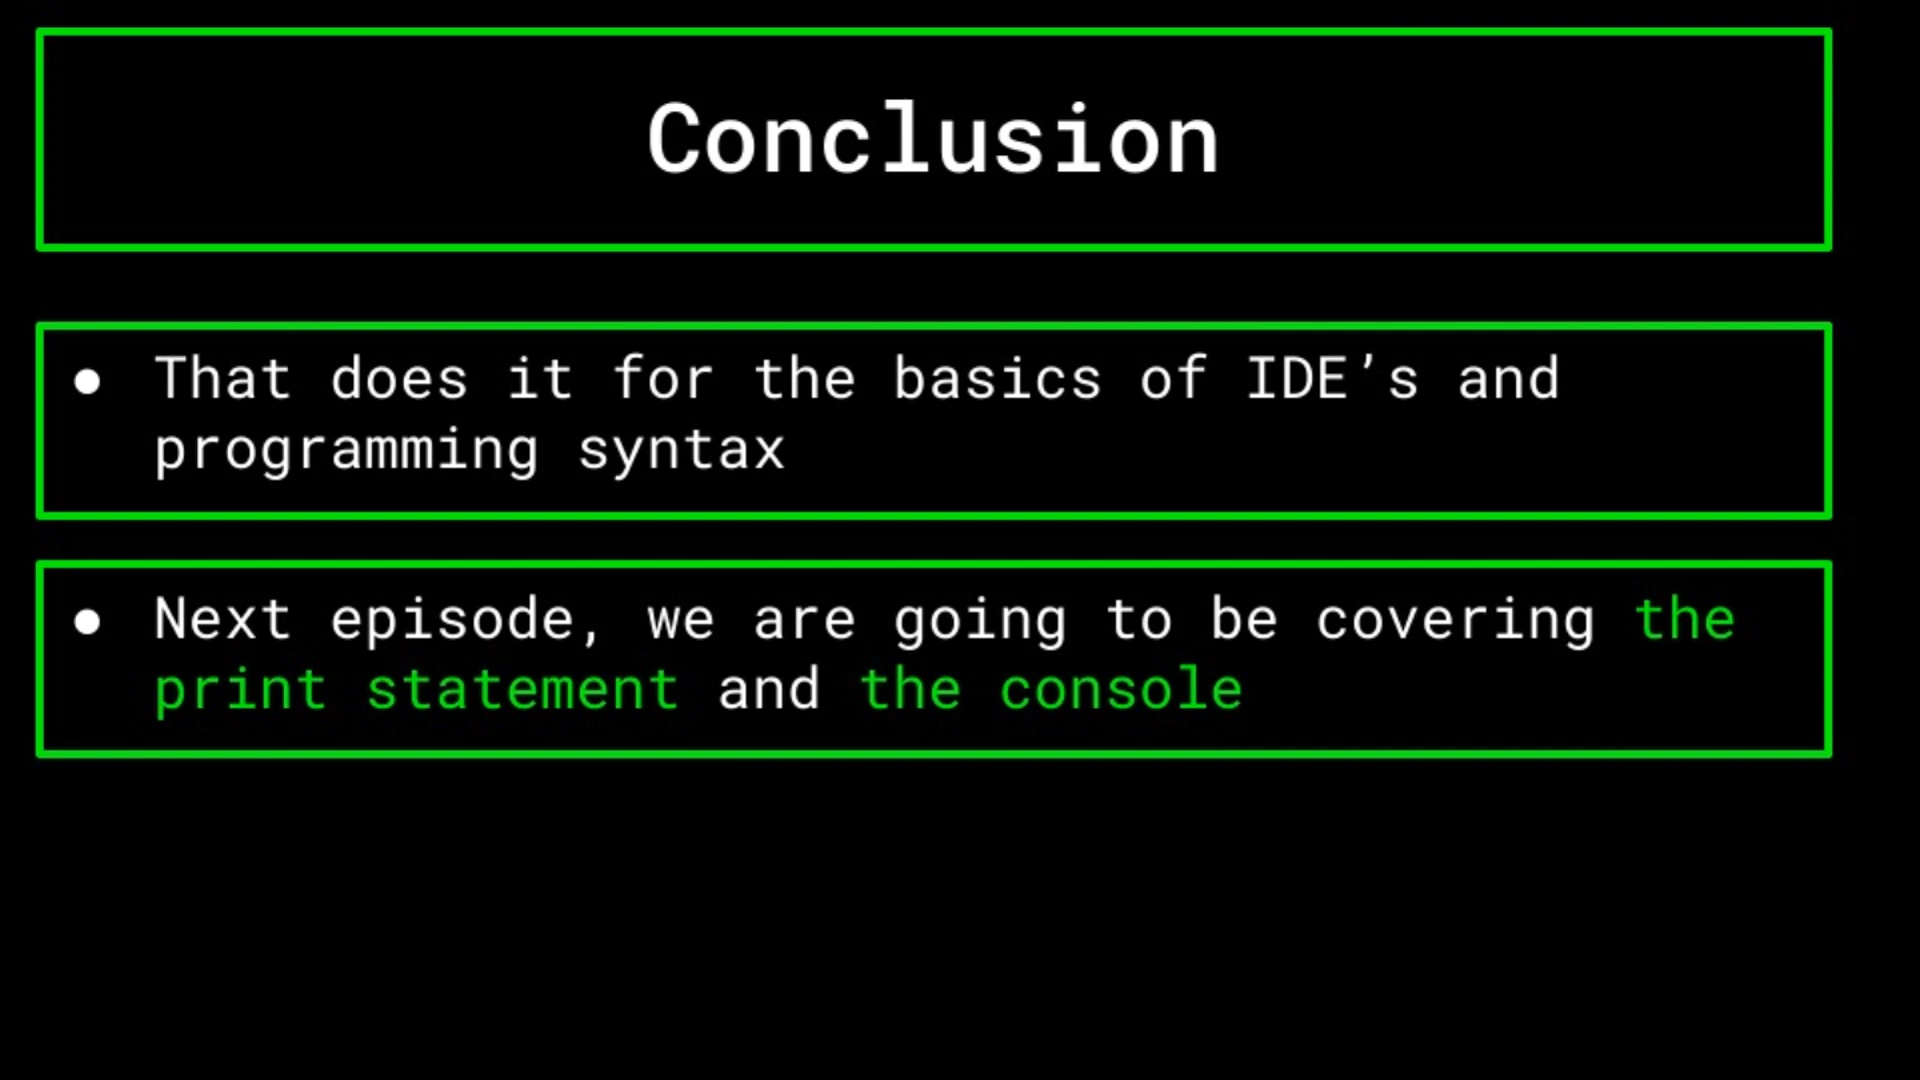 Conclusion
● That does it for the basics of IDE’s and
programming syntax
● Next episode, we are going to be covering the
print statement and the console